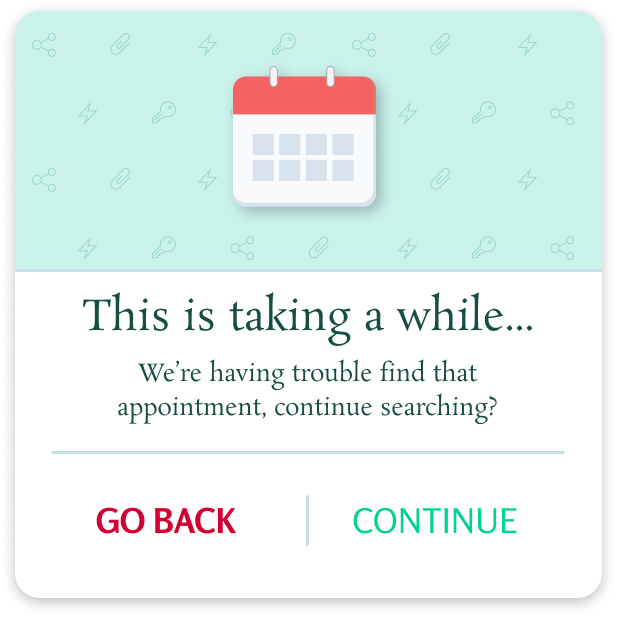 This is taking a while...
We’re having trouble find that
appointment, continue searching?
GO BACK
CONTINUE